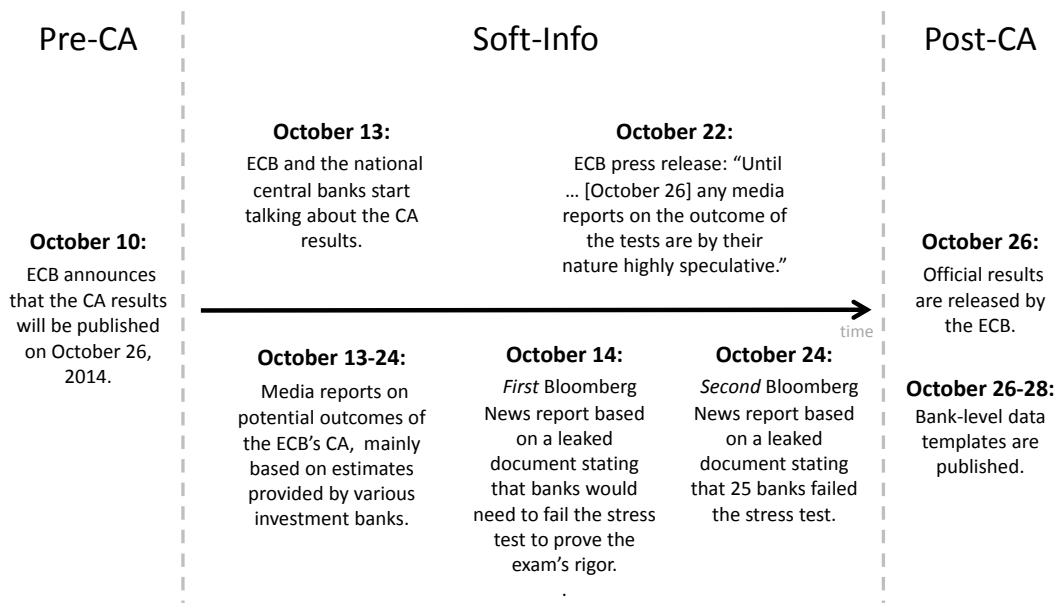 Pre-CA
Soft-Info
Post-CA
October 10:
ECB announces
that the CA results
will be published
on October 26,
2014.
October 13:
ECB and the national
central banks start
talking about the CA
results.
October 22:
ECB press release: “Until
... [October 26] any media
reports on the outcome of
the tests are by their
nature highly speculative.”
time
October 13-24:
Media reports on
potential outcomes of
the ECB’s CA, mainly
based on estimates
provided by various
investment banks.
October 14:
First Bloomberg
News report based
on a leaked
document stating
that banks would
need to fail the stress
test to prove the
exam’s rigor.
.
October 24:
Second Bloomberg
News report based
on a leaked
document stating
that 25 banks failed
the stress test.
October 26:
Official results
are released by
the ECB.
October 26-28:
Bank-level data
templates are
published.